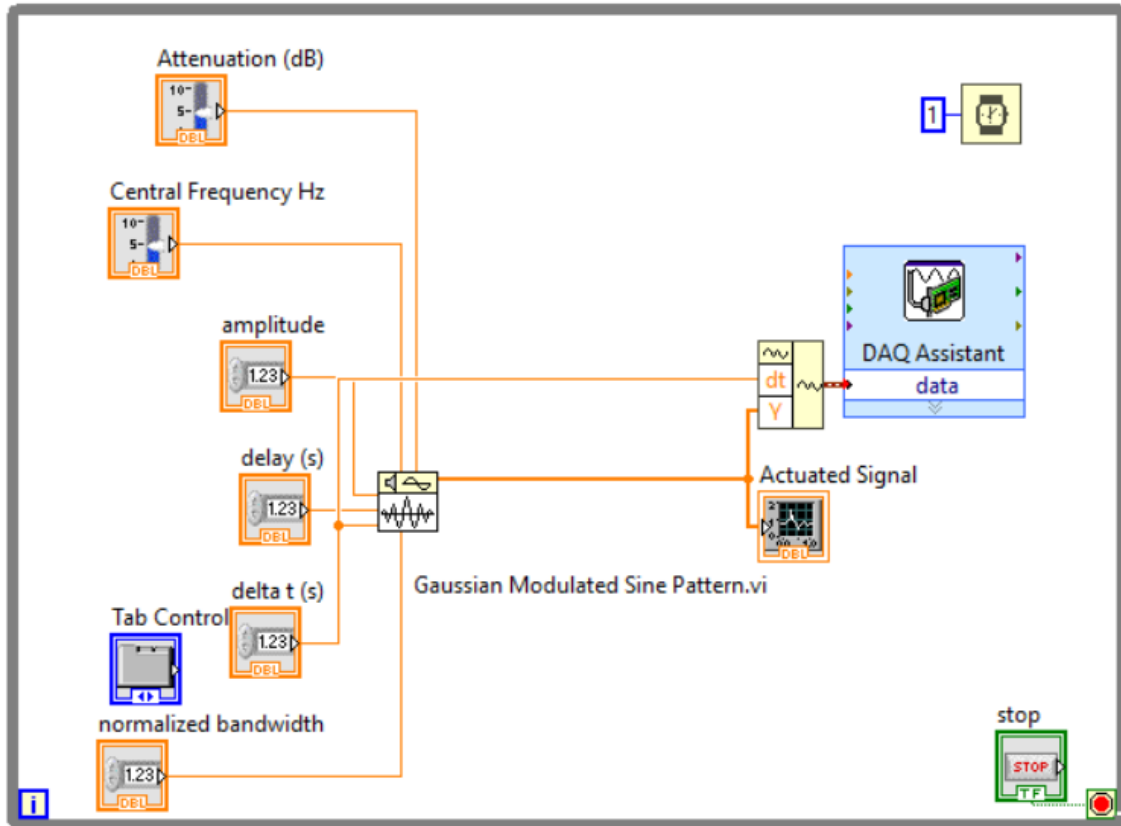 Attenuation (dB)
10
5
DBL
1
Central Frequency Hz
10
5
DBL
amplitude
1.23
DBL
DAQ Assistant
data
dt
Y
delay (s)
1.23
DBL
Actuated Signal
DBL
Gaussian Modulated Sine Pattern.vi
delta t (s)
1.23
DBL
Tab Control
normalized bandwidth
1.23
DBL
stop
STOP
TF
i